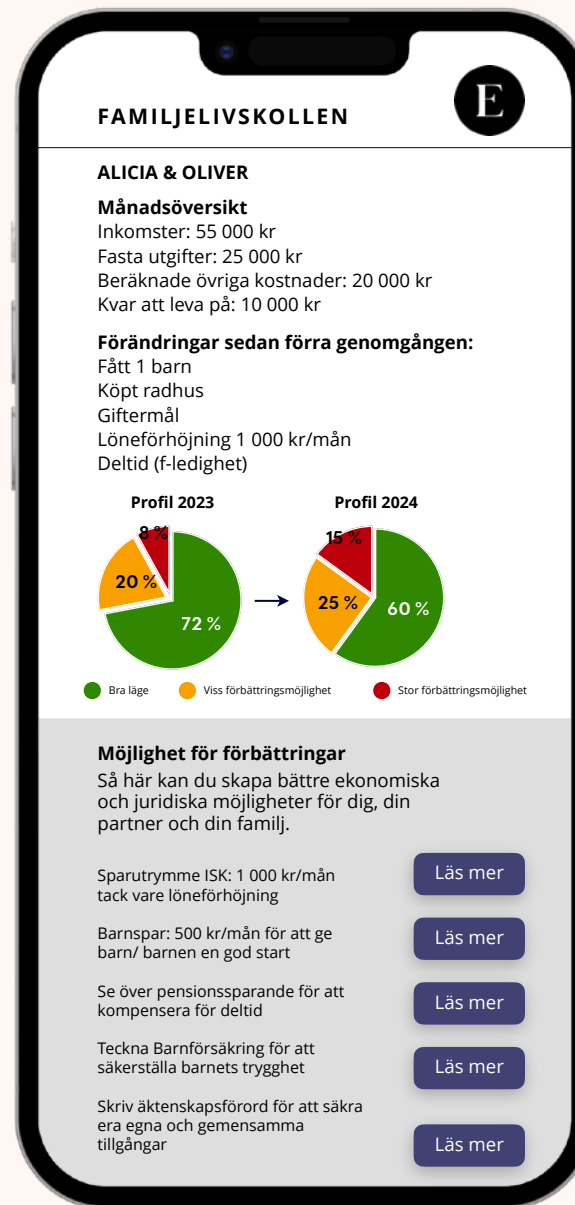 FAMILJELIVSKOLLEN
E
ALICIA & OLIVER
Månadsöversikt
Inkomster: 55 000 kr
Fasta utgifter: 25 000 kr
Beräknade övriga kostnader: 20 000 kr
Kvar att leva på: 10 000 kr
Förändringar sedan förra genomgången:
Fått 1 barn
Köpt radhus
Giftermål
Löneförhöjning 1 000 kr/mån
Deltid (f-ledighet)
Profil 2023
8 %
20 %
72 %
Profil 2024
15 %
25 %
60 %
Bra läge
Viss förbättringsmöjlighet
Stor förbättringsmöjlighet
Möjlighet för förbättringar
Så här kan du skapa bättre ekonomiska
och juridiska möjligheter för dig, din
partner och din familj.
Sparutrymme ISK: 1 000 kr/mån
tack vare löneförhöjning
Läs mer
Barnspar: 500 kr/mån för att ge
barn/ barnen en god start
Läs mer
Se över pensionssparande för att
kompensera för deltid
Läs mer
Teckna Barnförsäkring för att
säkerställa barnets trygghet
Läs mer
Skriv äktenskapsförord för att säkra
era egna och gemensamma
tillgångar
Läs mer